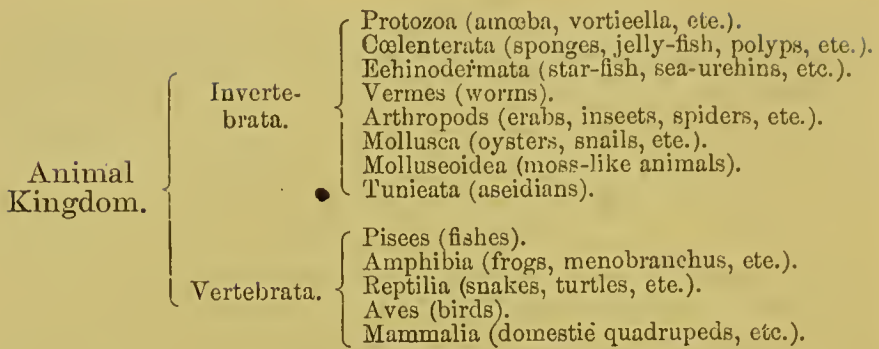 Animal
Kingdom.
Inverte-
brata.
Protozoa (amœba, vorticella, etc.).
Cœlenterata (sponges, jelly-fish, polyps, etc.).
Echinodermata (star-fish, sea-urchins, etc.).
Vermes (worms).
Arthropods (crabs, insects, spiders, etc.).
Mollusca (oysters, snails, etc.).
Molluscoidea (moss-like animals).
Tunicata (ascidians).
Vertebrata.
Pisces (fishes).
Amphibia (frogs, menobranchus, etc.).
Reptilia (snakes, turtles, etc.).
Aves (birds).
Mammalia (domestic quadrupeds, etc.).